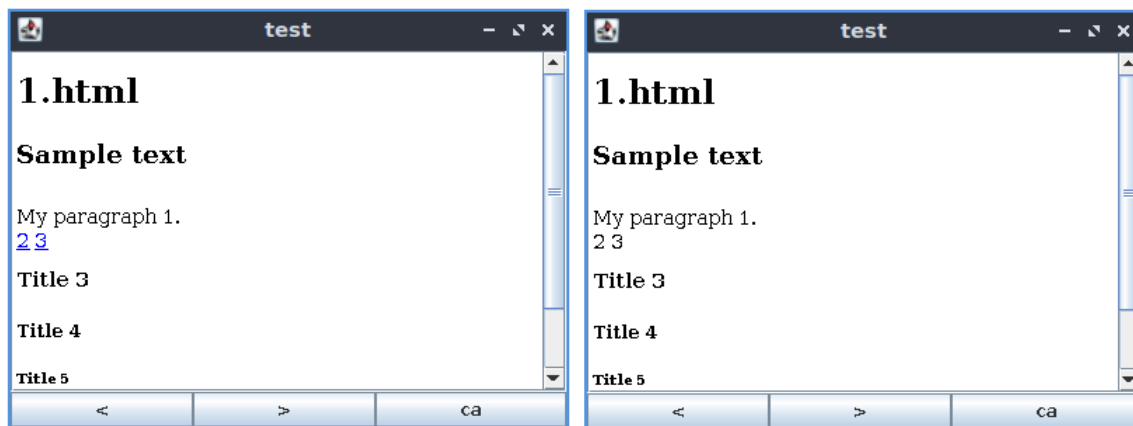 test
1.html
Sample text
My paragraph 1.
2 3
Title 3
Title 4
Title 5
< > ca
test
1.html
Sample text
My paragraph 1.
2 3
Title 3
Title 4
Title 5
< > ca